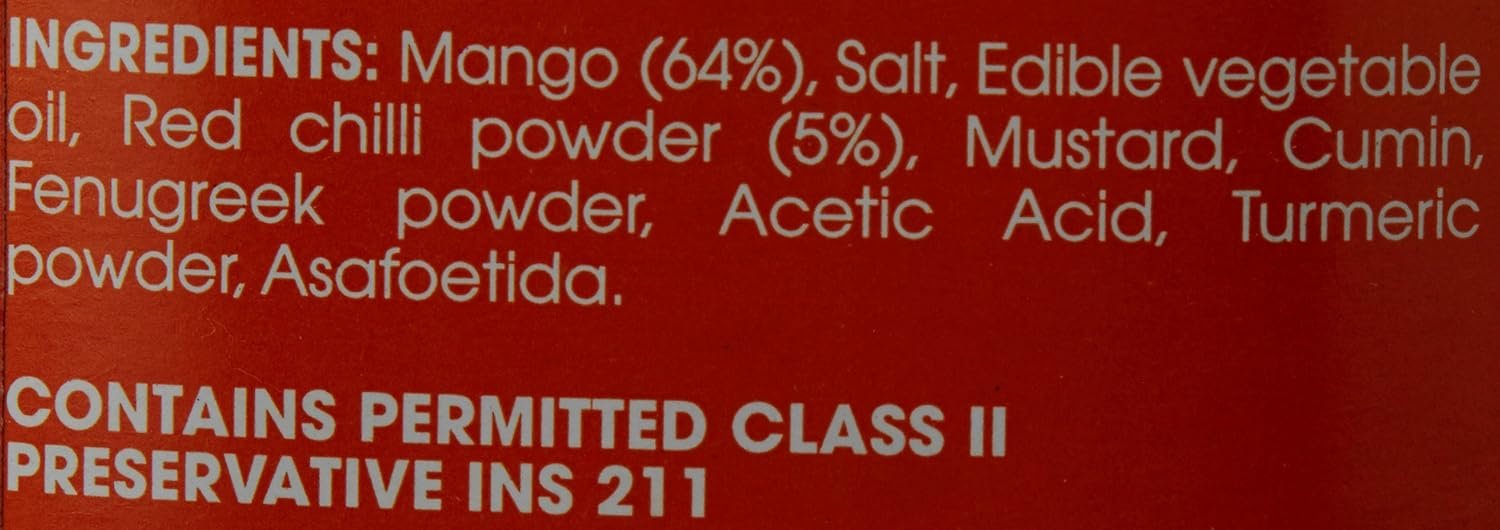 INGREDIENTS: Mango (64%), Salt, Edible vegetable
oil, Red chilli powder (5%), Mustard, Cumin,
Fenugreek powder, Acetic Acid, Turmeric
powder, Asafoetida.
CONTAINS PERMITTED CLASS II
PRESERVATIVE INS 211